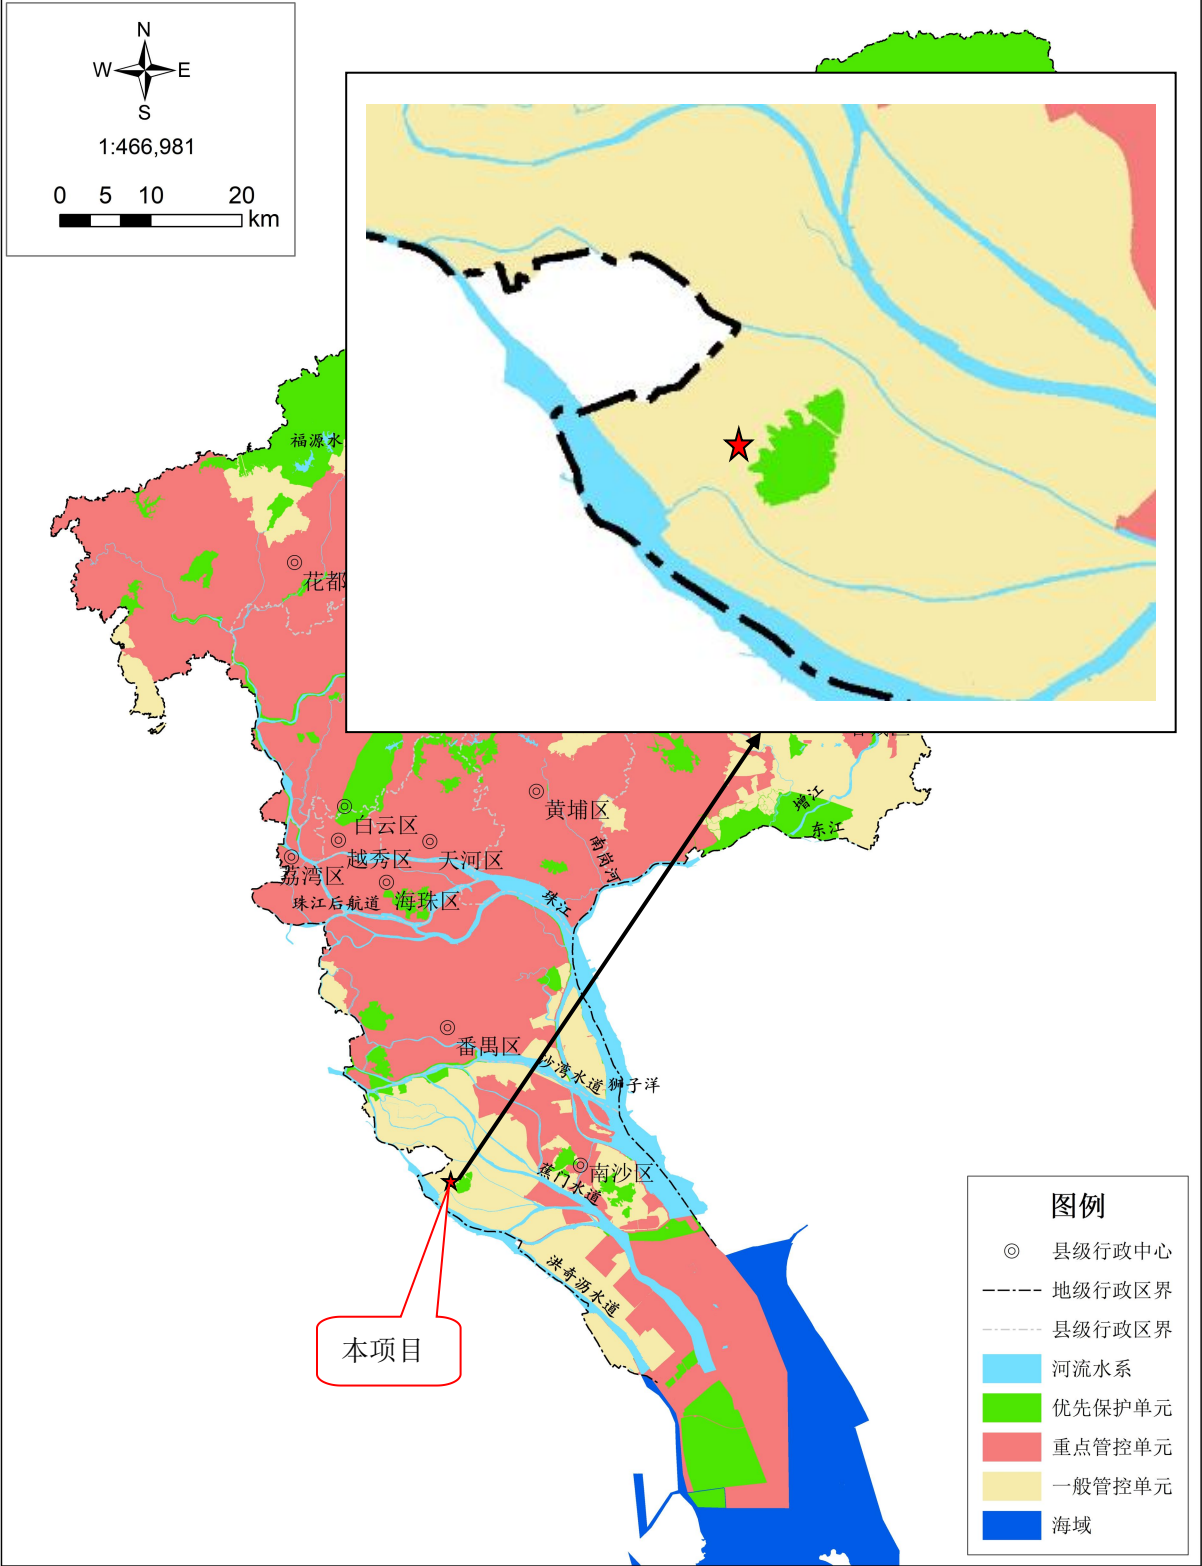 N
W E
S
1:466,981
0 5 10 20
km
福源水
花都
增江
东江
黄埔区
白云区
南岗河
越秀区
天河区
荔湾区
海珠区
珠江后航道
珠江
番禺区
沙湾水道
狮子洋
南沙区
蕉门水道
洪奇沥水道
本项目
图例
县级行政中心
地级行政区界
县级行政区界
河流水系
优先保护单元
重点管控单元
一般管控单元
海域